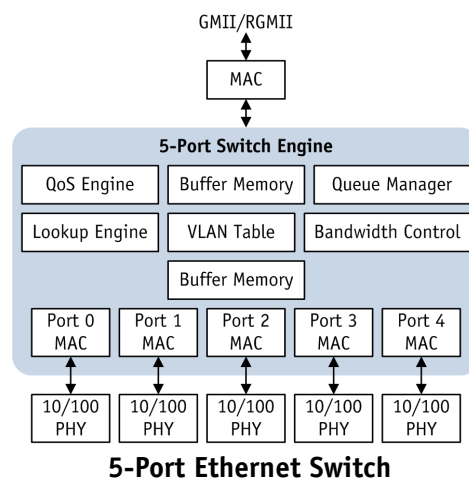 GMII/RGMII
MAC
5-Port Switch Engine
QoS Engine
Buffer Memory
Queue Manager
Lookup Engine
VLAN Table
Bandwidth Control
Buffer Memory
Port 0
MAC
Port 1
MAC
Port 2
MAC
Port 3
MAC
Port 4
MAC
10/100
PHY
10/100
PHY
10/100
PHY
10/100
PHY
10/100
PHY
5-Port Ethernet Switch